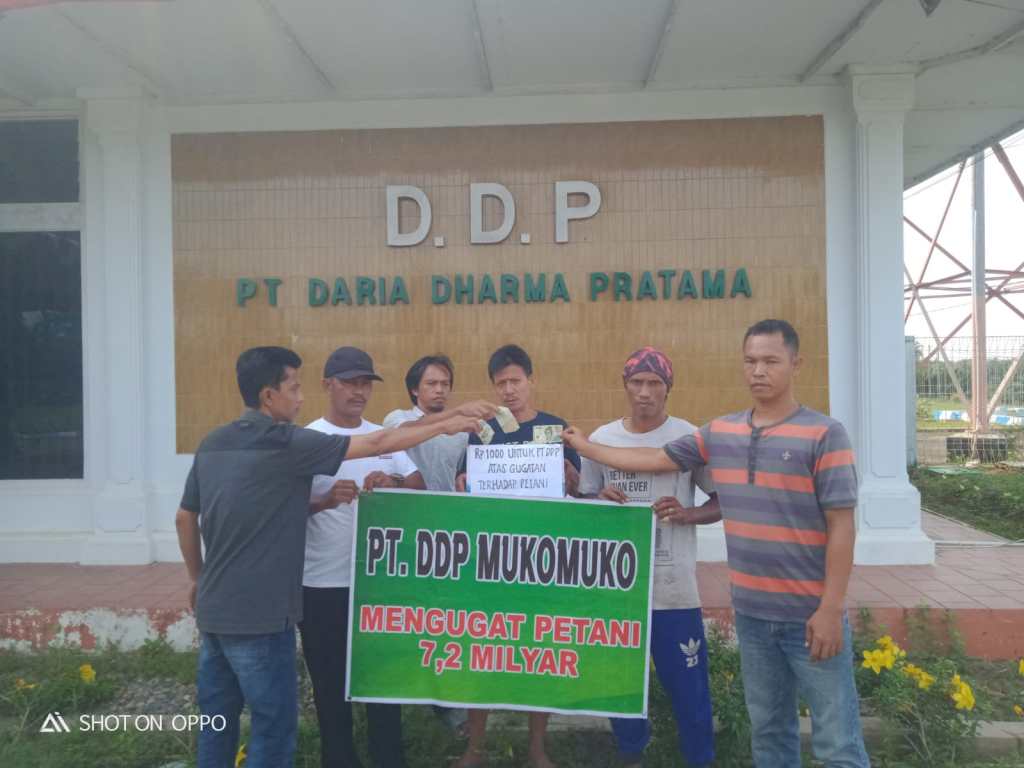 D.D.P
PT DARIA DHARMA PRATAMA
Rp 1000 UNTUK PT DDP
ATAS GUGATAN
TERHADAP PETANI
PT. DDP MUKOMUKO
MENGUGAT PETANI
7,2 MILYAR
SHOT ON OPPO